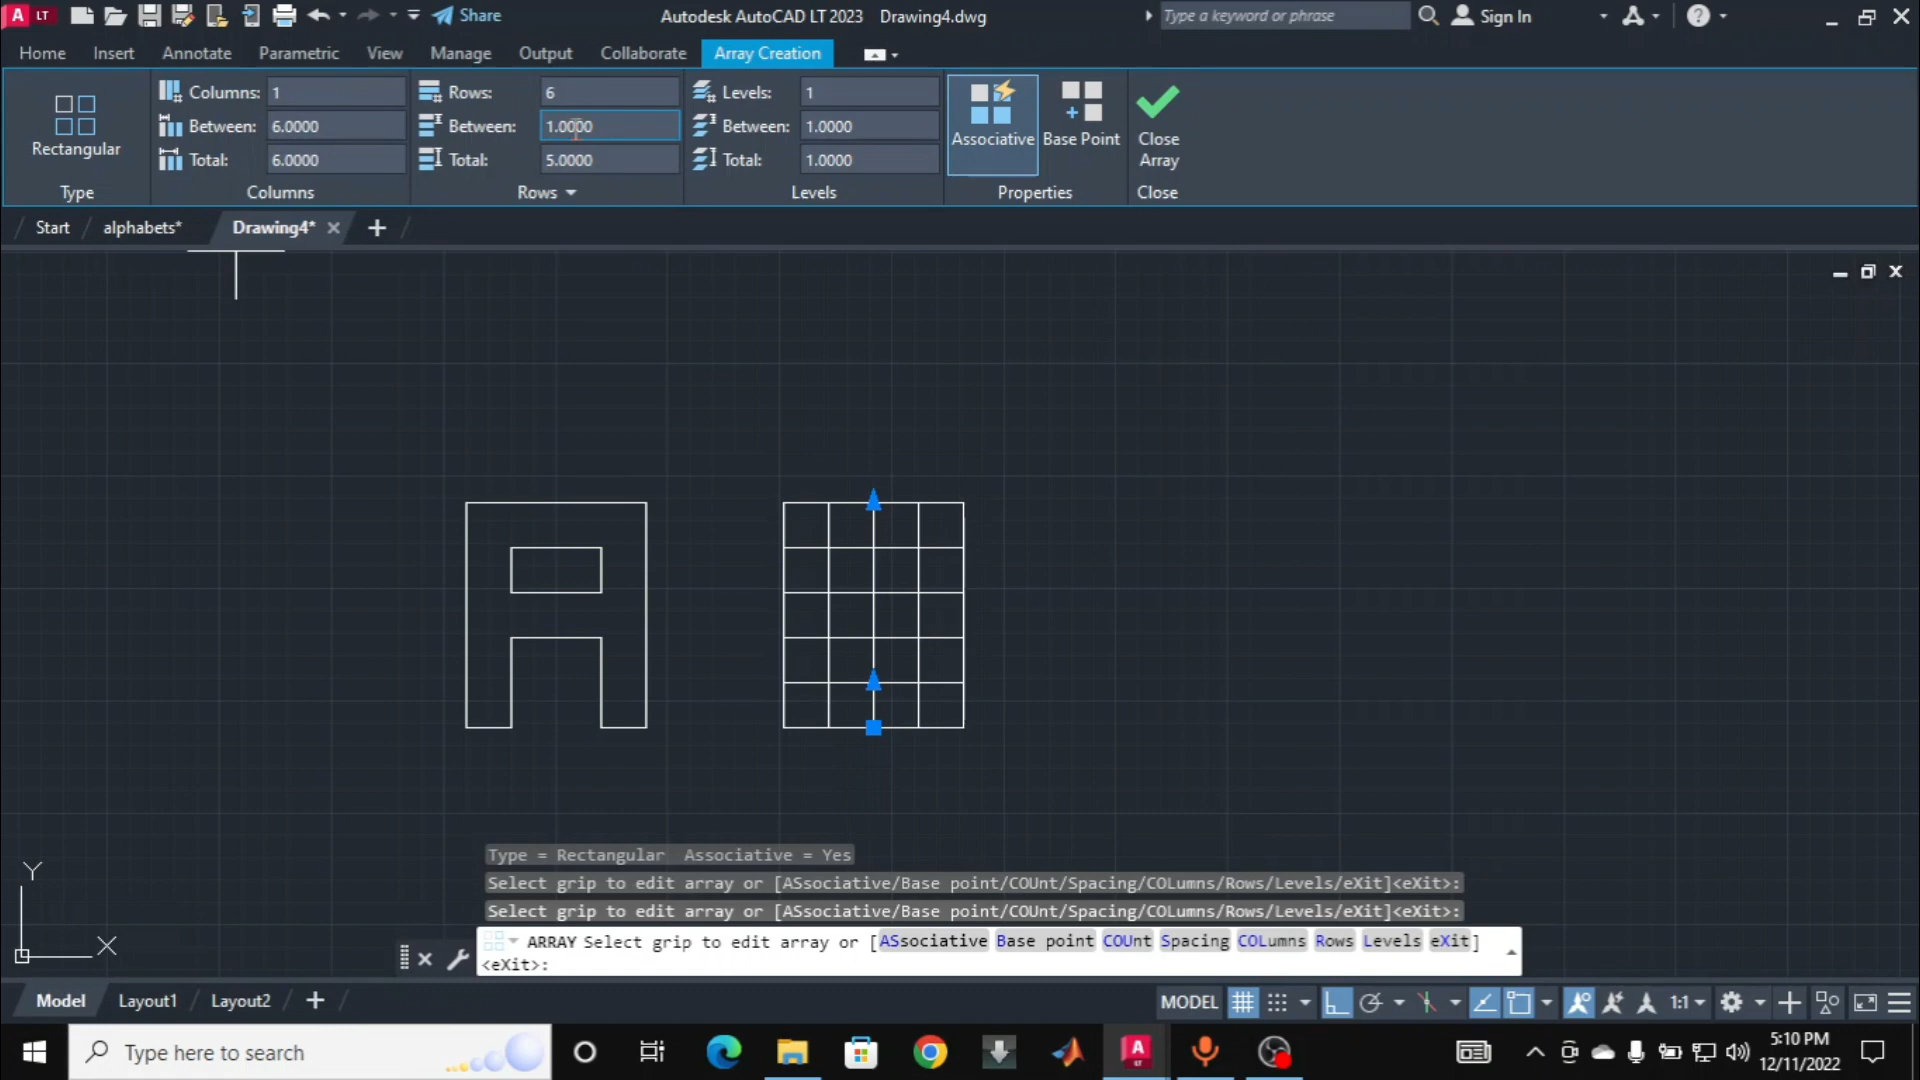 A LT Share Autodesk AutoCAD LT 2023 Drawing4.dwg Type a keyword or phrase Sign In
Home Insert Annotate Parametric View Manage Output Collaborate Array Creation
Rectangular
Type
Columns: 1
Between: 6.0000
Total: 6.0000
Columns
Rows: 6
Between: 1.0000
Total: 5.0000
Rows
Levels: 1
Between: 1.0000
Total: 1.0000
Levels
Associative Base Point
Properties
Close
Array
Close
Start alphabets* Drawing4*
Type = Rectangular Associative = Yes
Select grip to edit array or [ASsociative/Base point/COUnt/Spacing/COLumns/Rows/Levels/eXit]<eXit>:
Select grip to edit array or [ASsociative/Base point/COUnt/Spacing/COLumns/Rows/Levels/eXit]<eXit>:
ARRAY Select grip to edit array or [ASsociative Base point COUnt Spacing COLumns Rows Levels eXit]
<eXit>:
Y
X
Model Layout1 Layout2 MODEL 1:1
Type here to search
A LT
5:10 PM
12/11/2022